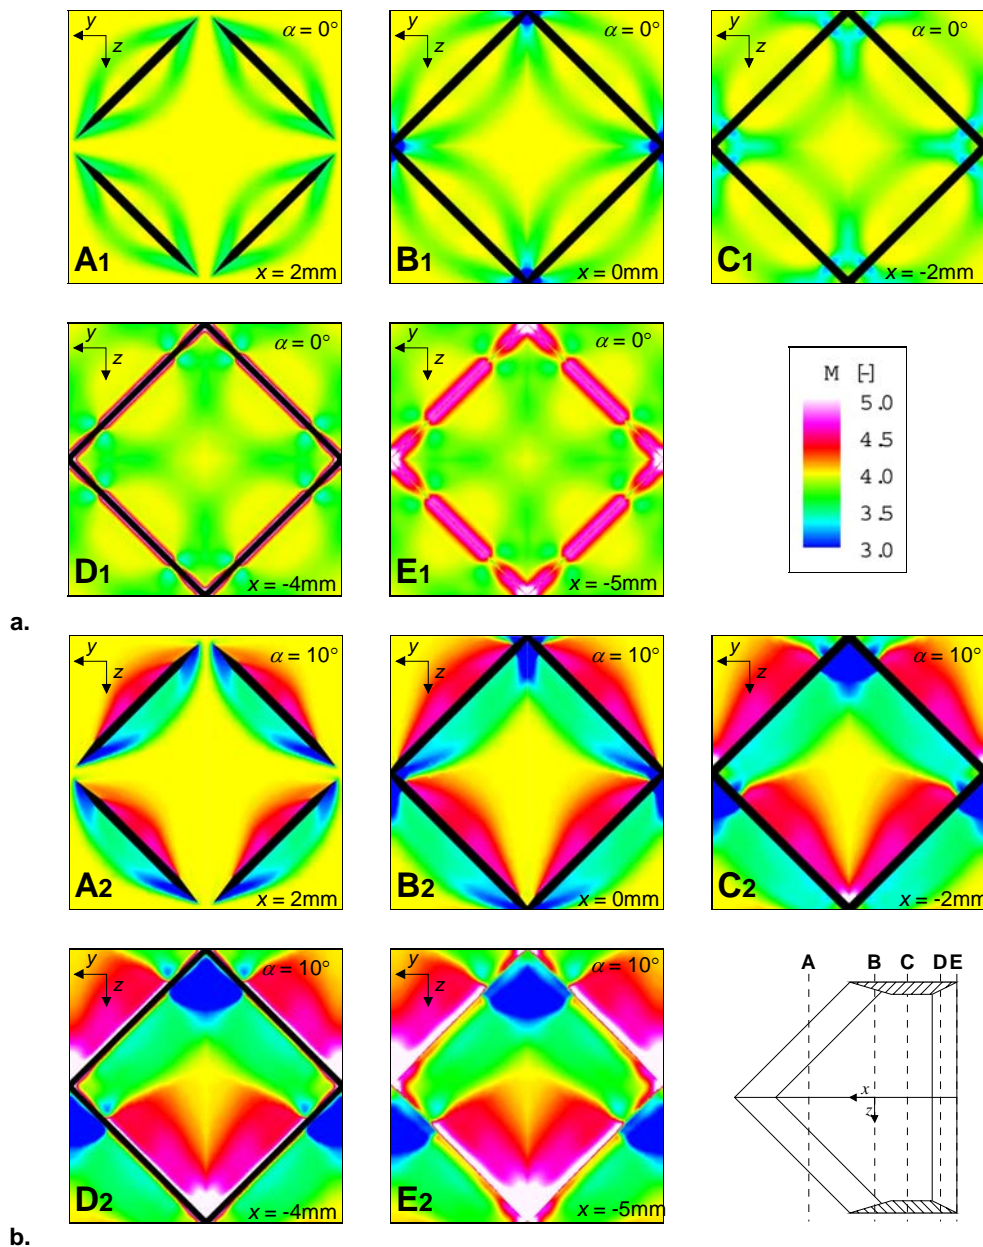 y
z
α = 0°
A1
x = 2mm
y
z
α = 0°
B1
x = 0mm
y
z
α = 0°
C1
x = -2mm
y
z
α = 0°
D1
x = -4mm
y
z
α = 0°
E1
x = -5mm
M [-]
5.0
4.5
4.0
3.5
3.0
a.
y
z
α = 10°
A2
x = 2mm
y
z
α = 10°
B2
x = 0mm
y
z
α = 10°
C2
x = -2mm
y
z
α = 10°
D2
x = -4mm
y
z
α = 10°
E2
x = -5mm
A B C D E
x
z
b.